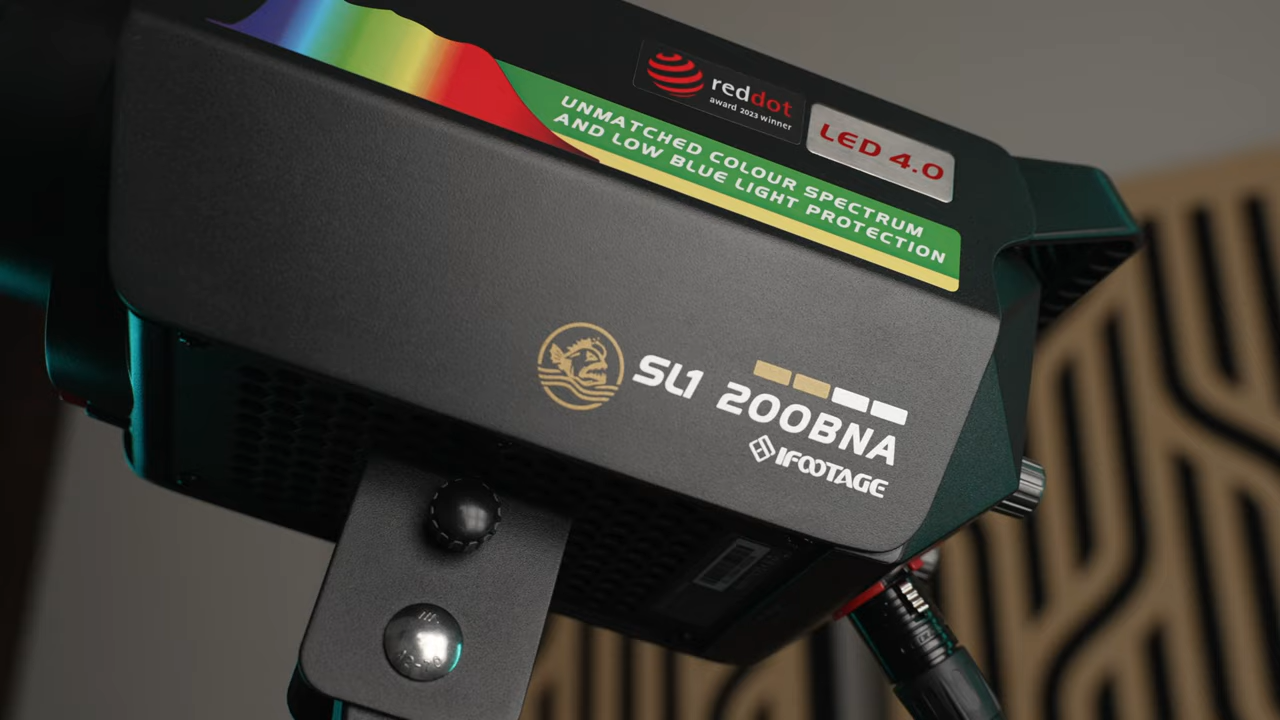 reddot
award 2023 winner
LED 4.0
UNMATCHED COLOUR SPECTRUM
AND LOW BLUE LIGHT PROTECTION
SL1 200BNA
IFOOTAGE